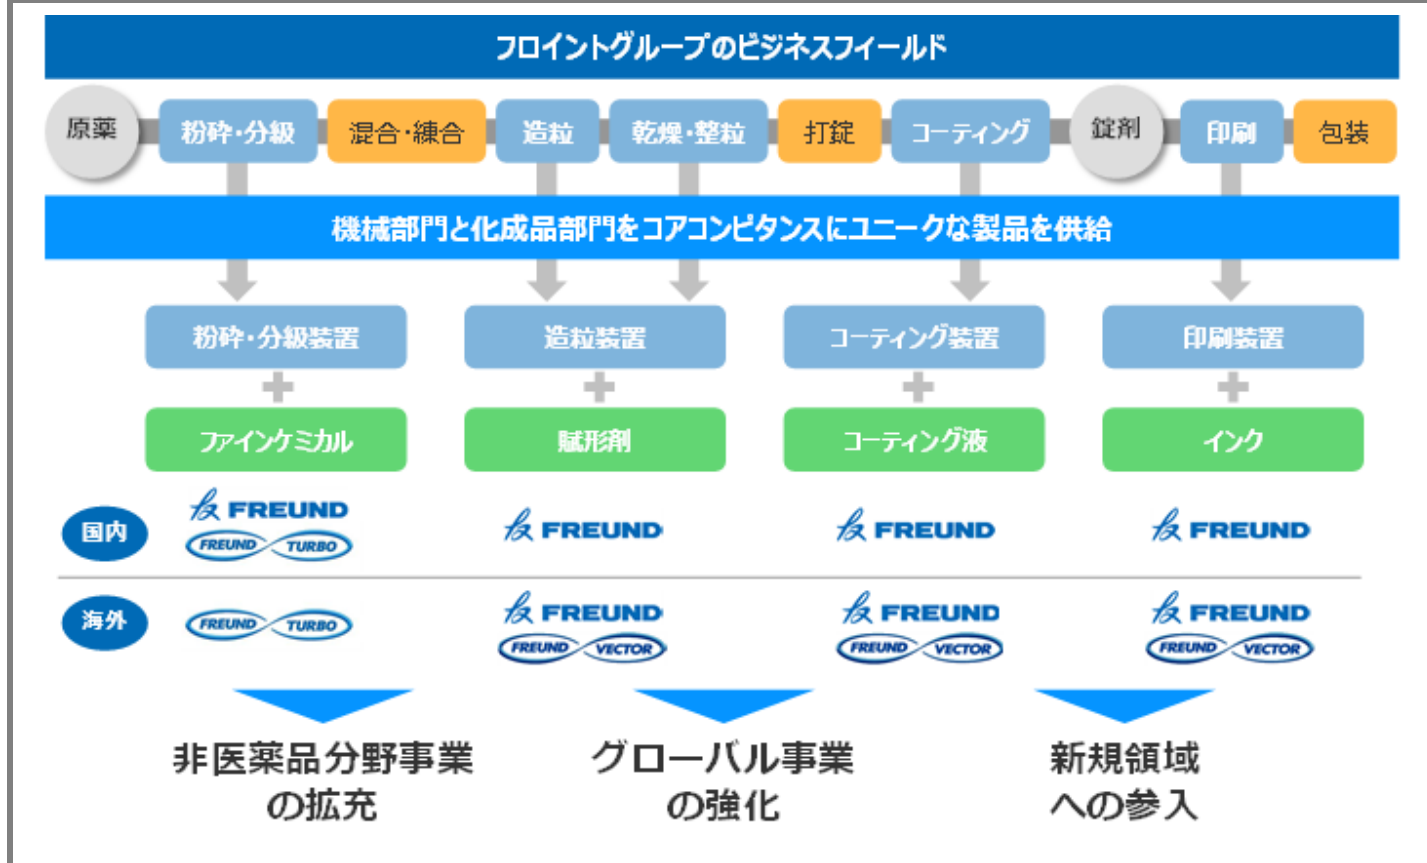 フロイントグループのビジネスフィールド
原薬 粉砕・分級 混合・練合 造粒 乾燥・整粒 打錠 コーティング 錠剤 印刷 包装
機械部門と化成品部門をコアコンピタンスにユニークな製品を供給
粉砕・分級装置 造粒装置 コーティング装置 印刷装置
ファインケミカル 賦形剤 コーティング液 インク
国内
友 FREUND
FREUND TURBO
友 FREUND
友 FREUND
友 FREUND
海外
FREUND TURBO
友 FREUND
FREUND VECTOR
友 FREUND
FREUND VECTOR
友 FREUND
FREUND VECTOR
非医薬品分野事業
の拡充
グローバル事業
の強化
新規領域
への参入